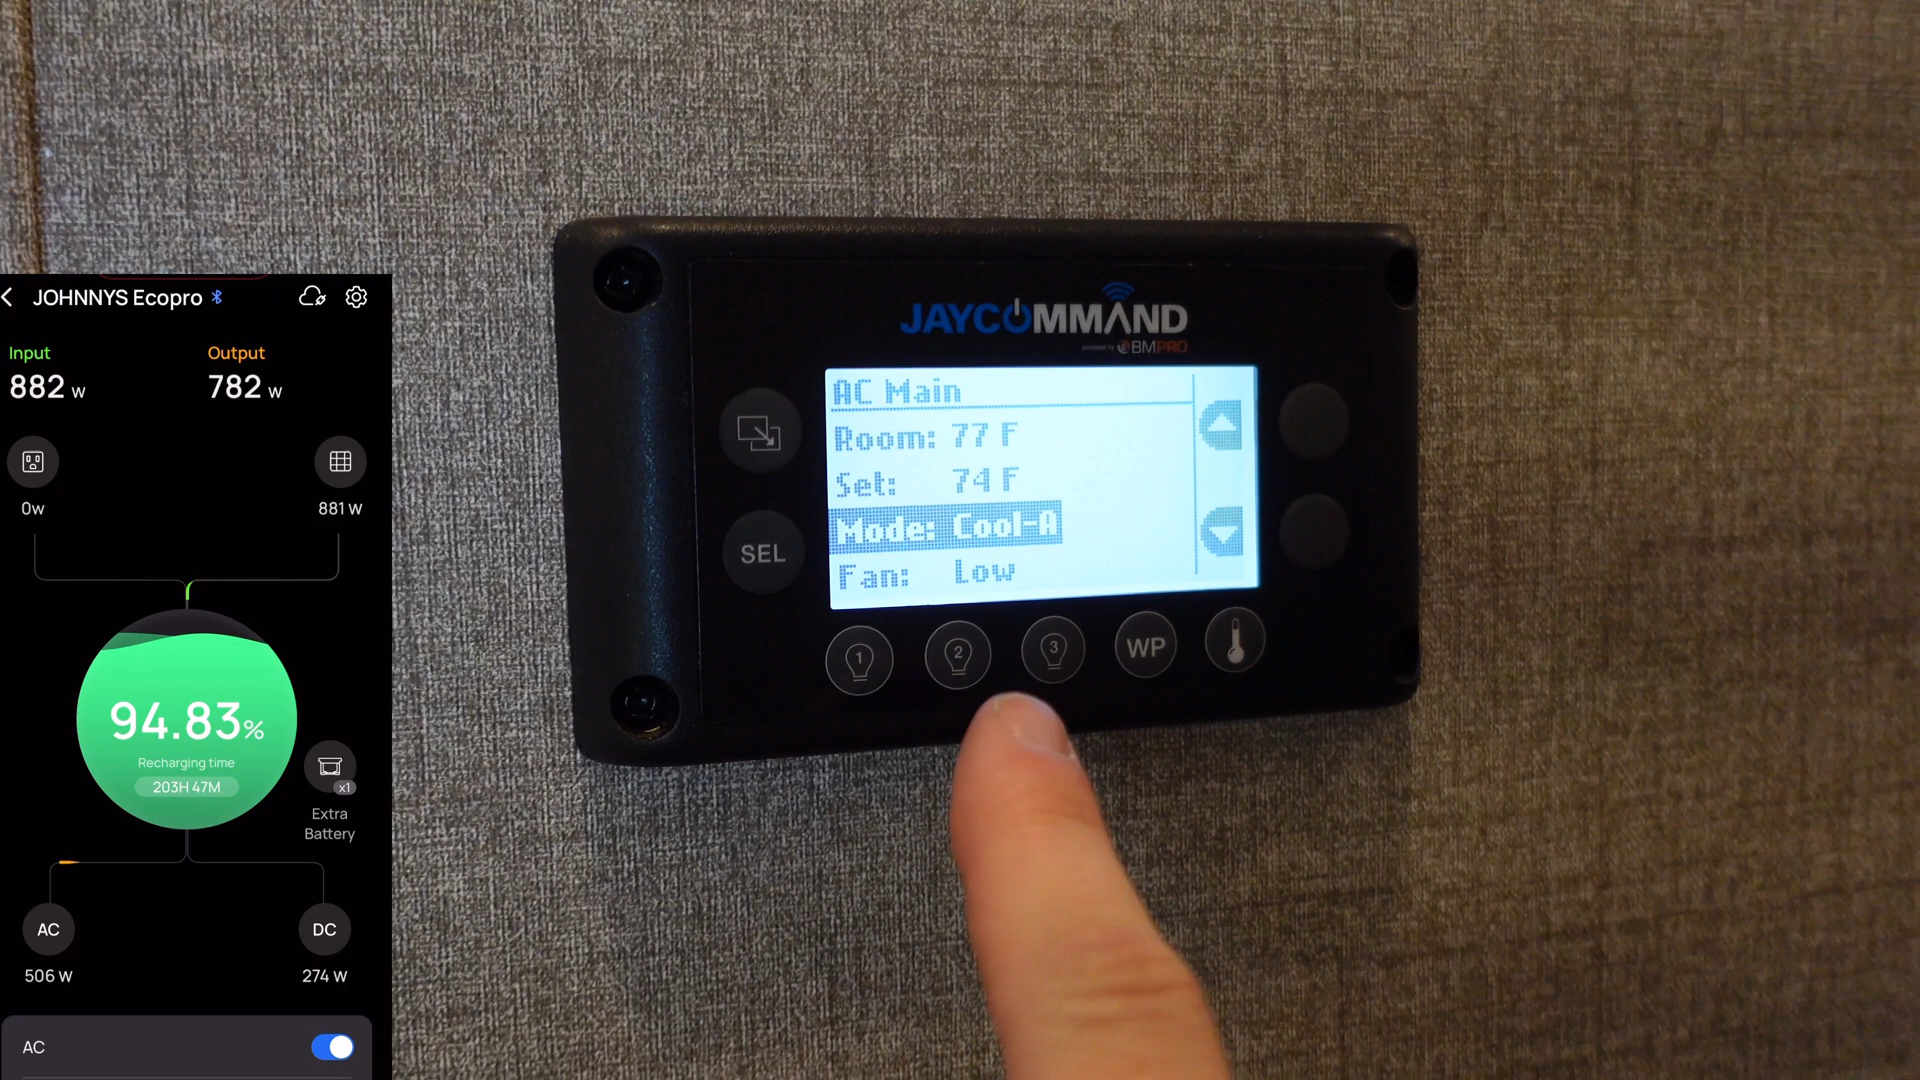 JOHNNYS Ecopro
Input
Output
882 W
782 W
0w
881 W
94.83%
Recharging time
203H 47M
x1
Extra
Battery
AC
DC
506 W
274 W
AC
JAYCOMMAND
powered by BMPRO
AC Main
Room: 77 F
Set: 74 F
Mode: Cool-A
Fan: Low
SEL
1
2
3
WP